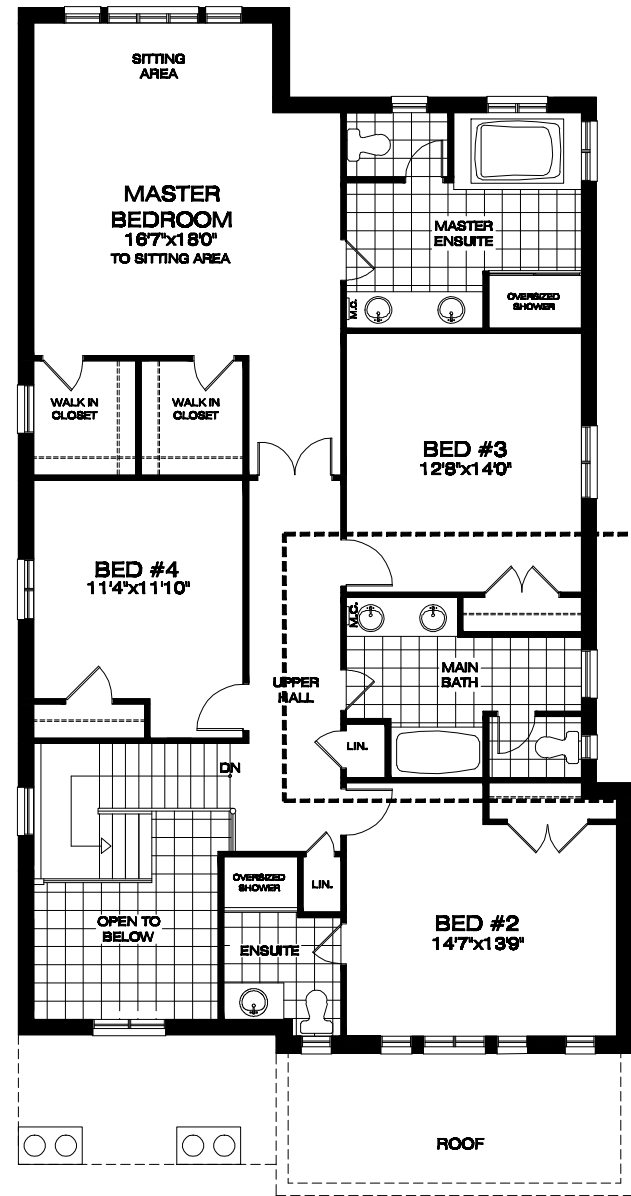 SITTING
AREA
MASTER
BEDROOM
16'7"x18'0"
TO SITTING AREA
MASTER
ENSUITE
OVERSIZED
SHOWER
M.C.
WALK IN
CLOSET
WALK IN
CLOSET
BED #3
12'8"x14'0"
BED #4
11'4"x11'10"
M.C.
UPPER
HALL
MAIN
BATH
LIN.
DN
OVERSIZED
SHOWER
LIN.
OPEN TO
BELOW
ENSUITE
BED #2
14'7"x13'9"
ROOF